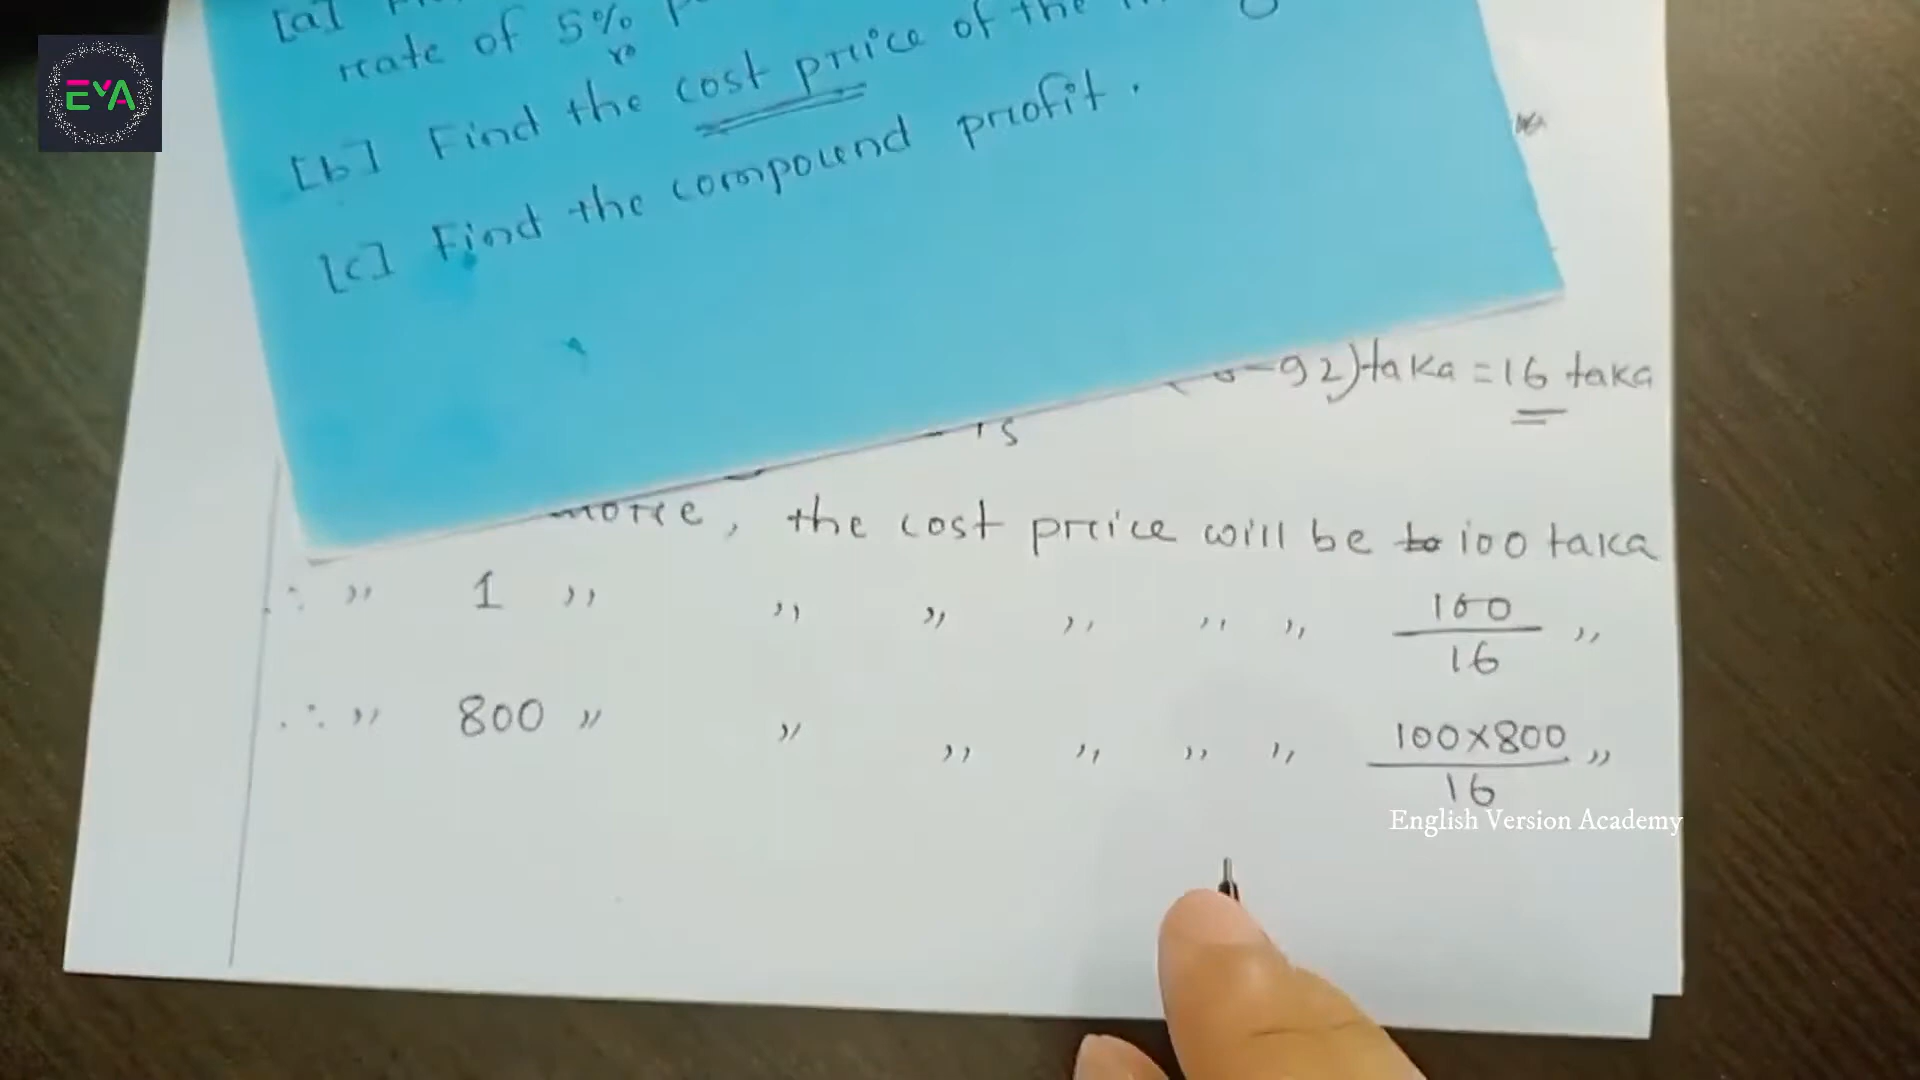 EYA
[a]
rate of 5%
[b] Find the cost price of the
[c] Find the compound profit.
-92) taka = 16 taka
is
more, the cost price will be to 100 taka
∴ ,, 1 ,, ,, ,, ,, ,, ,, 100/16 ,,
∴ ,, 800 ,, ,, ,, ,, ,, ,, 100×800/16 ,,
English Version Academy